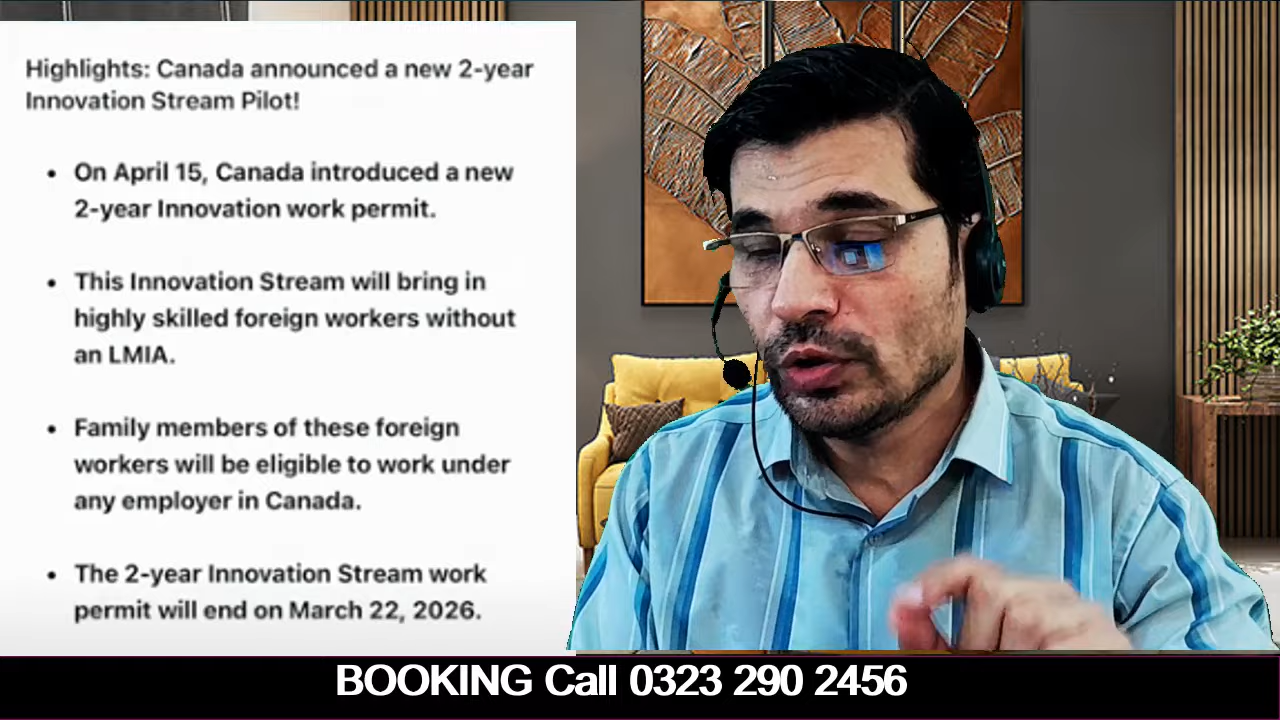 Highlights: Canada announced a new 2-year
Innovation Stream Pilot!
• On April 15, Canada introduced a new
2-year Innovation work permit.
• This Innovation Stream will bring in
highly skilled foreign workers without
an LMIA.
• Family members of these foreign
workers will be eligible to work under
any employer in Canada.
• The 2-year Innovation Stream work
permit will end on March 22, 2026.
BOOKING Call 0323 290 2456